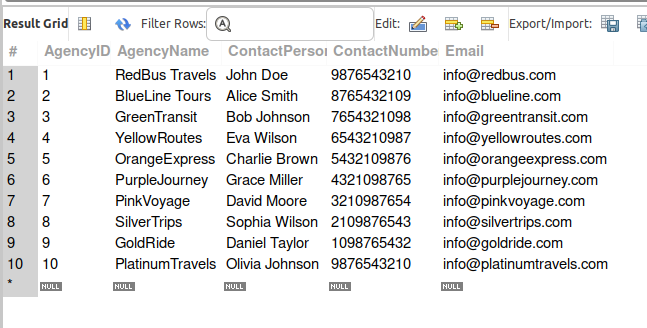 Result Grid Filter Rows: Edit: Export/Import:
# AgencyID AgencyName ContactPerson ContactNumbe Email
1 1 RedBus Travels John Doe 9876543210 info@redbus.com
2 2 BlueLine Tours Alice Smith 8765432109 info@blueline.com
3 3 GreenTransit Bob Johnson 7654321098 info@greentransit.com
4 4 YellowRoutes Eva Wilson 6543210987 info@yellowroutes.com
5 5 OrangeExpress Charlie Brown 5432109876 info@orangeexpress.com
6 6 PurpleJourney Grace Miller 4321098765 info@purplejourney.com
7 7 PinkVoyage David Moore 3210987654 info@pinkvoyage.com
8 8 SilverTrips Sophia Wilson 2109876543 info@silvertrips.com
9 9 GoldRide Daniel Taylor 1098765432 info@goldride.com
10 10 PlatinumTravels Olivia Johnson 9876543210 info@platinumtravels.com
* NULL NULL NULL NULL NULL